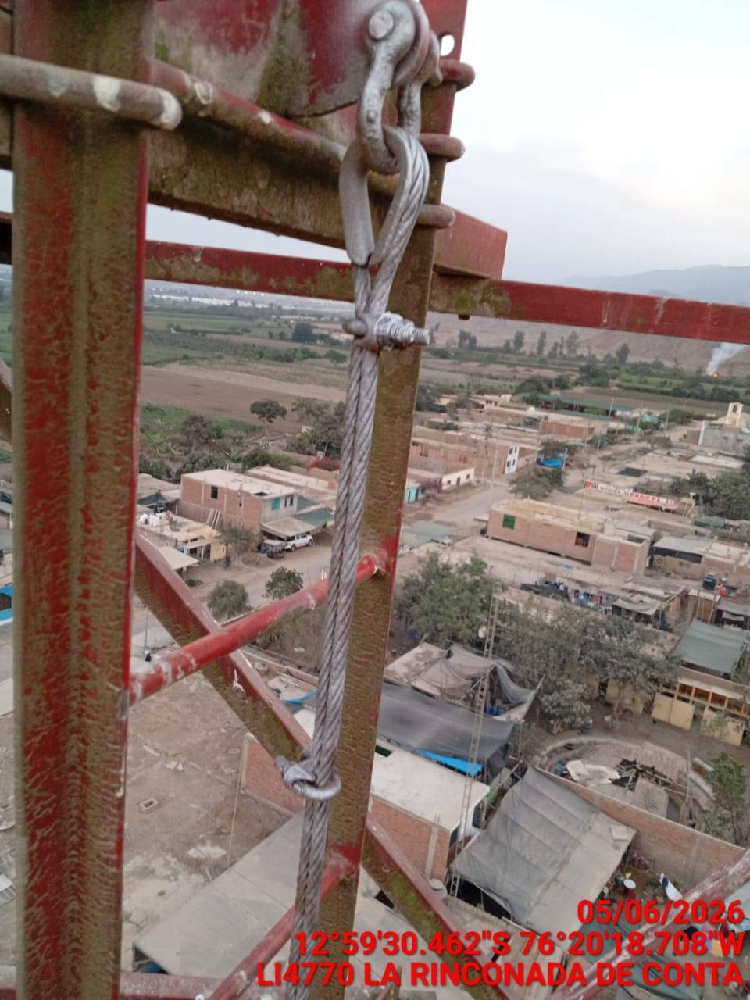 05/06/2026
12°59'30.462"S 76°20'18.708"W
LI4770 LA RINCONADA DE CONTA